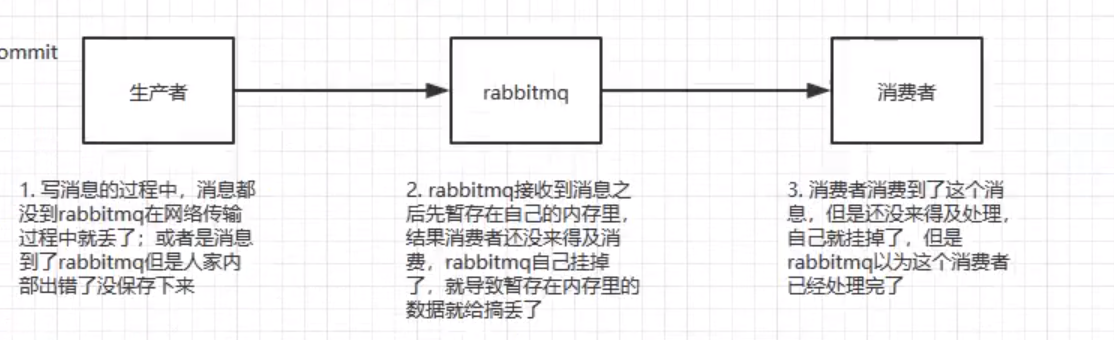 ommit
生产者
rabbitmq
消费者
1. 写消息的过程中，消息都
没到rabbitmq在网络传输
过程中就丢了；或者是消息
到了rabbitmq但是人家内
部出错了没保存下来
2. rabbitmq接收到消息之
后先暂存在自己的内存里，
结果消费者还没来得及消
费，rabbitmq自己挂掉
了，就导致暂存在内存里的
数据就给搞丢了
3. 消费者消费到了这个消
息，但是还没来得及处理，
自己就挂掉了，但是
rabbitmq以为这个消费者
已经处理完了